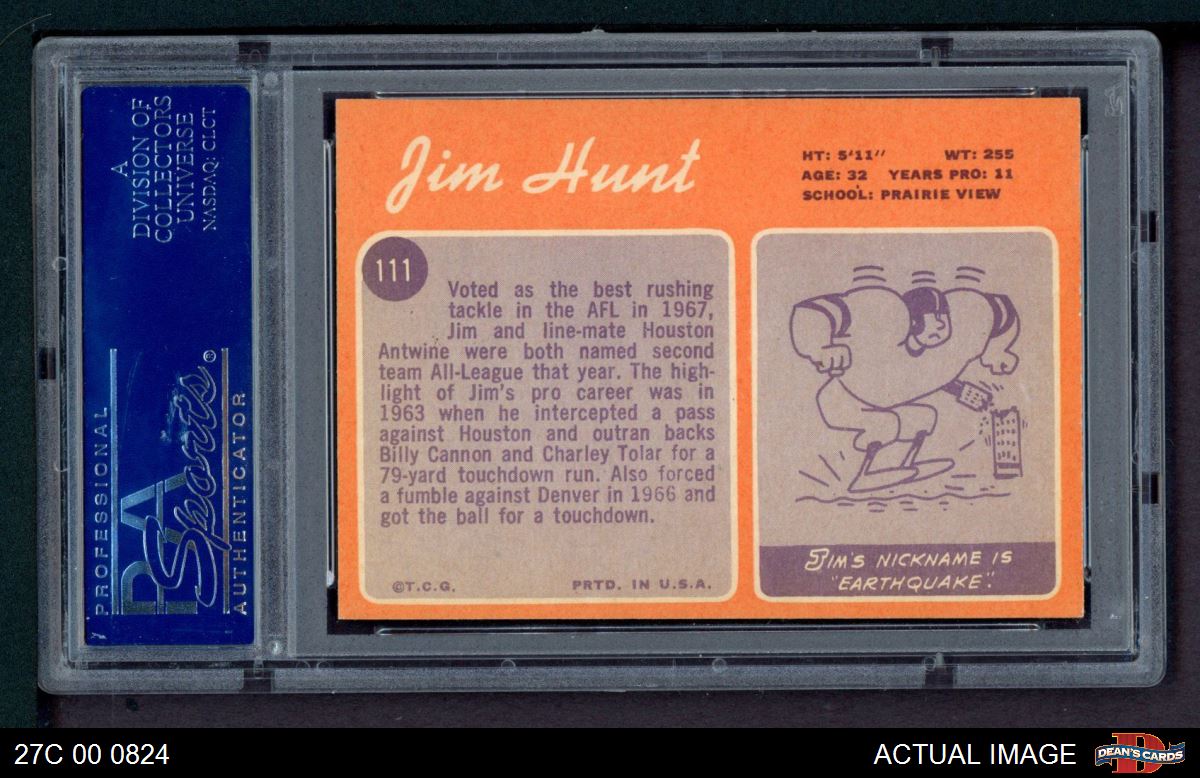 A
DIVISION OF
COLLECTORS
UNIVERSE
NASDAQ: CLCT
PROFESSIONAL
PSA
Sports®
AUTHENTICATOR
Jim Hunt
HT: 5'11" WT: 255
AGE: 32 YEARS PRO: 11
SCHOOL: PRAIRIE VIEW
111
Voted as the best rushing
tackle in the AFL in 1967,
Jim and line-mate Houston
Antwine were both named second
team All-League that year. The high-
light of Jim's pro career was in
1963 when he intercepted a pass
against Houston and outran backs
Billy Cannon and Charley Tolar for a
79-yard touchdown run. Also forced
a fumble against Denver in 1966 and
got the ball for a touchdown.
©T.C.G. PRTD. IN U.S.A.
JIM'S NICKNAME IS
"EARTHQUAKE".
27C 00 0824
ACTUAL IMAGE
DEAN'S CARDS